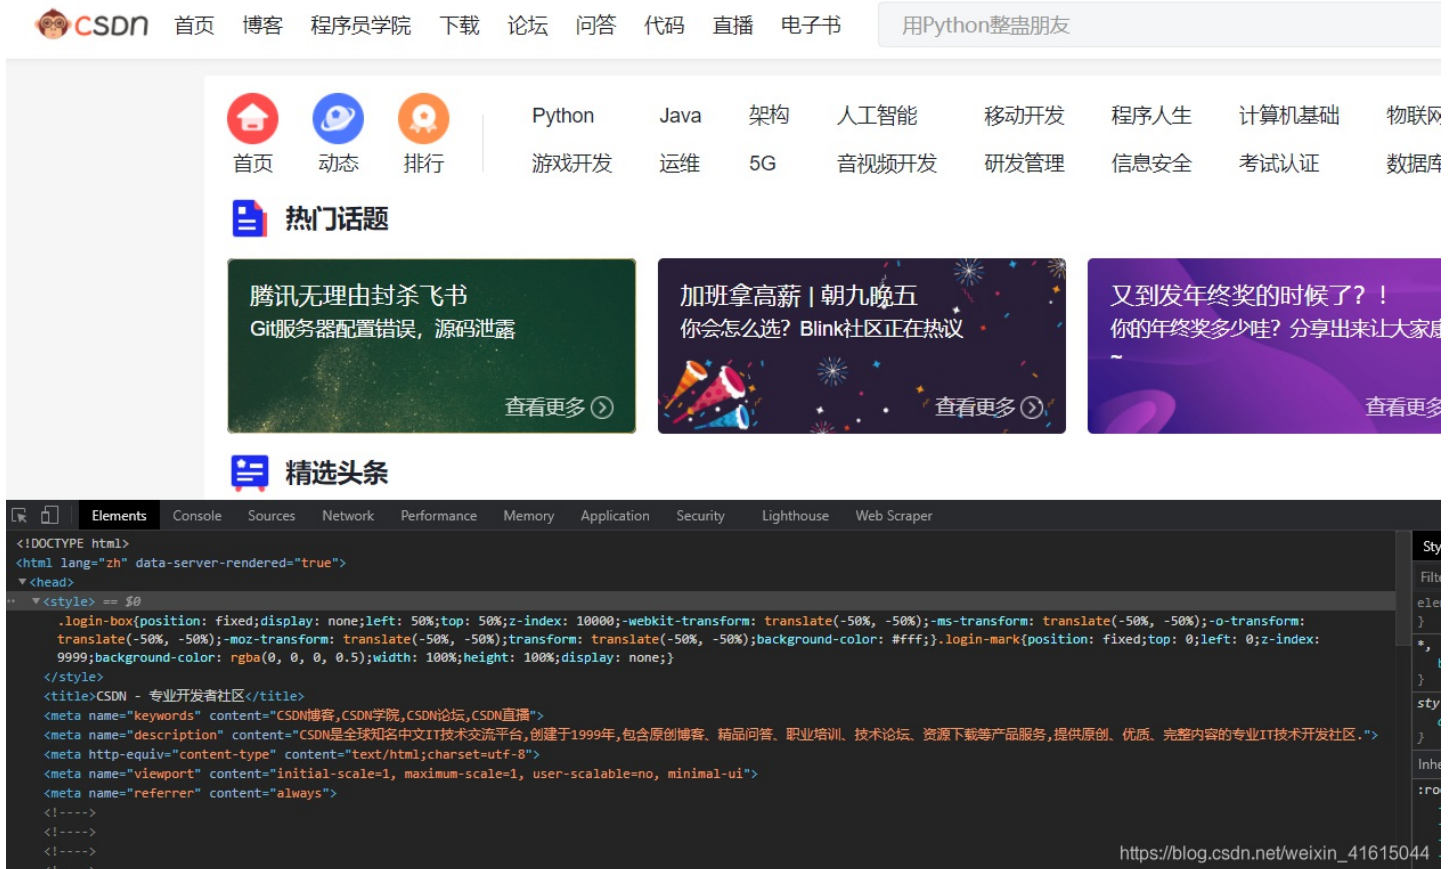 CSDN 首页 博客 程序员学院 下载 论坛 问答 代码 直播 电子书 用Python整蛊朋友
Python Java 架构 人工智能 移动开发 程序人生 计算机基础 物联网
首页 动态 排行 游戏开发 运维 5G 音视频开发 研发管理 信息安全 考试认证 数据库
热门话题
腾讯无理由封杀飞书 加班拿高薪 | 朝九晚五 又到发年终奖的时候了？！
Git服务器配置错误，源码泄露 你会怎么选？Blink社区正在热议 你的年终奖多少哇？分享出来让大家康
~
查看更多 查看更多 查看更多
精选头条
Elements Console Sources Network Performance Memory Application Security Lighthouse Web Scraper
<!DOCTYPE html>
<html lang="zh" data-server-rendered="true">
<head>
<style> == $0
.login-box{position: fixed;display: none;left: 50%;top: 50%;z-index: 10000;-webkit-transform: translate(-50%, -50%);-ms-transform: translate(-50%, -50%);-o-transform:
translate(-50%, -50%);-moz-transform: translate(-50%, -50%);transform: translate(-50%, -50%);background-color: #fff;}.login-mark{position: fixed;top: 0;left: 0;z-index:
9999;background-color: rgba(0, 0, 0, 0.5);width: 100%;height: 100%;display: none;}
</style>
<title>CSDN - 专业开发者社区</title>
<meta name="keywords" content="CSDN博客,CSDN学院,CSDN论坛,CSDN直播">
<meta name="description" content="CSDN是全球知名中文IT技术交流平台,创建于1999年,包含原创博客、精品问答、职业培训、技术论坛、资源下载等产品服务,提供原创、优质、完整内容的专业IT技术开发社区.">
<meta http-equiv="content-type" content="text/html;charset=utf-8">
<meta name="viewport" content="initial-scale=1, maximum-scale=1, user-scalable=no, minimal-ui">
<meta name="referrer" content="always">
<!---->
<!---->
<!---->
https://blog.csdn.net/weixin_41615044